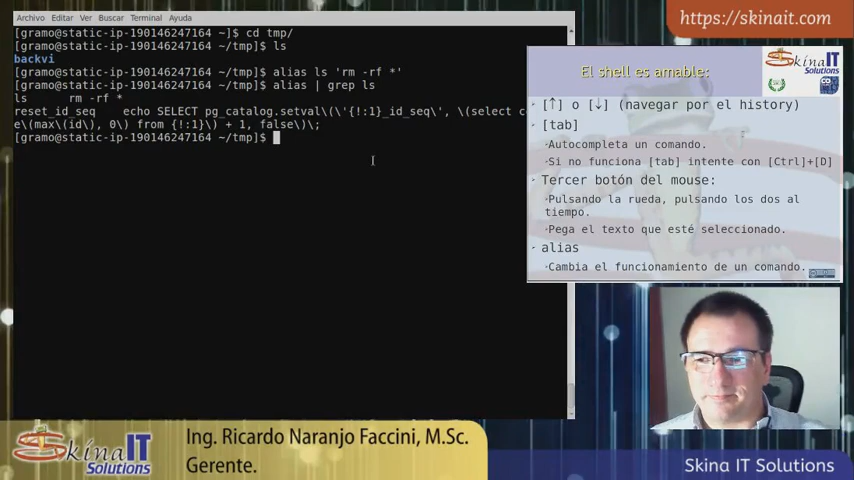 Archivo Editar Ver Buscar Terminal Ayuda
[gramo@static-ip-190146247164 ~]$ cd tmp/
[gramo@static-ip-190146247164 ~/tmp]$ ls
backvi
[gramo@static-ip-190146247164 ~/tmp]$ alias ls 'rm -rf *'
[gramo@static-ip-190146247164 ~/tmp]$ alias | grep ls
ls rm -rf *
reset_id_seq echo SELECT pg_catalog.setval\(\'{!:1}_id_seq\', \(select co
e\(max\(id\), 0\) from {!:1}\) + 1, false\)\;
[gramo@static-ip-190146247164 ~/tmp]$
https://skinait.com
Skina IT
Solutions
El shell es amable:
[↑] o [↓] (navegar por el history)
[tab]
Autocompleta un comando.
Si no funciona [tab] intente con [Ctrl]+[D]
Tercer botón del mouse:
Pulsando la rueda, pulsando los dos al
tiempo.
Pega el texto que esté seleccionado.
alias
Cambia el funcionamiento de un comando.
Skína IT
Solutions
Ing. Ricardo Naranjo Faccini, M.Sc.
Gerente.
Skina IT Solutions